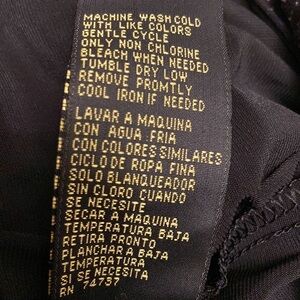 MACHINE WASH COLD
WITH LIKE COLORS
GENTLE CYCLE
ONLY NON CHLORINE
BLEACH WHEN NEEDED
TUMBLE DRY LOW
REMOVE PROMTLY
COOL IRON IF NEEDED
LAVAR A MAQUINA
CON AGUA FRIA
CON COLORES SIMILARES
CICLO DE ROPA FINA
SOLO BLANQUEADOR
SIN CLORO CUANDO
SE NECESITE
SECAR A MAQUINA
TEMPERATURA BAJA
RETIRA PRONTO
PLANCHAR A BAJA
TEMPERATURA
SI SE NECESITA
RN 74757